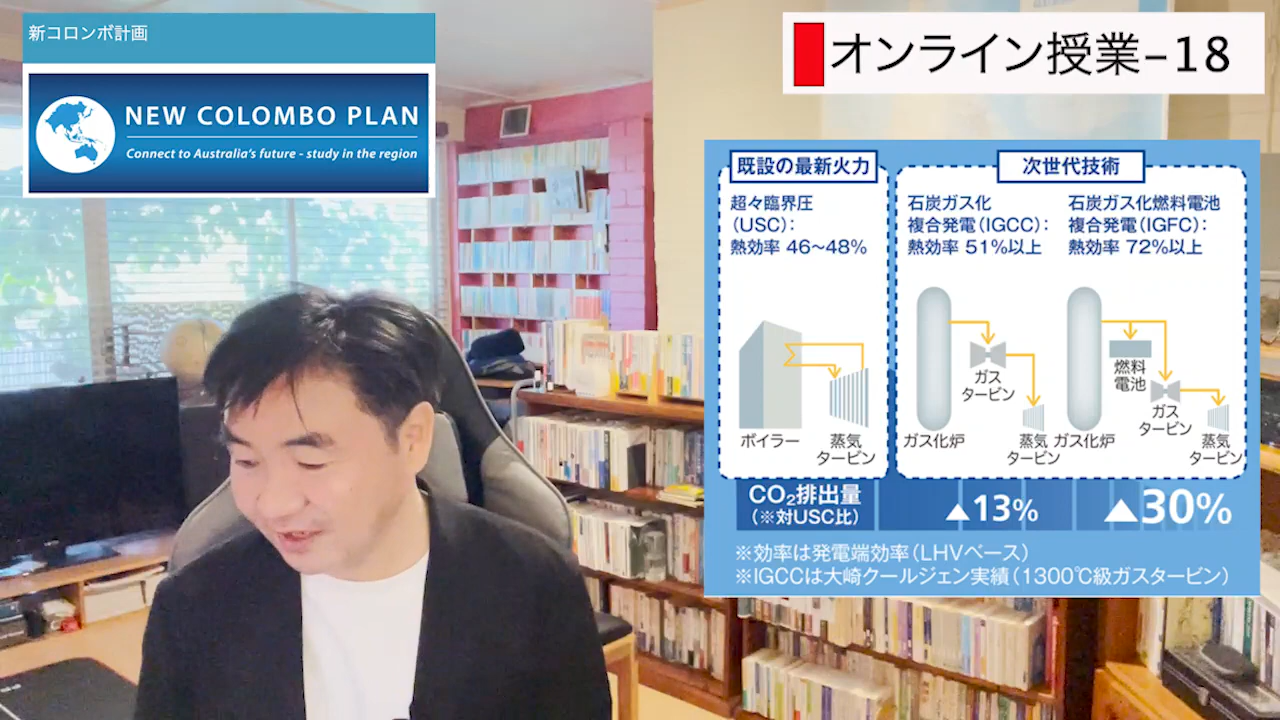 新コロンボ計画
NEW COLOMBO PLAN
Connect to Australia's future - study in the region
オンライン授業-18
既設の最新火力
超々臨界圧
(USC):
熱効率 46~48%
ボイラー
蒸気
タービン
次世代技術
石炭ガス化
複合発電(IGCC):
熱効率 51%以上
ガス
タービン
ガス化炉
蒸気
タービン
石炭ガス化燃料電池
複合発電(IGFC):
熱効率 72%以上
燃料
電池
ガス
タービン
ガス化炉
蒸気
タービン
CO₂排出量
(※対USC比)
▲13%
▲30%
※効率は発電端効率(LHVベース)
※IGCCは大崎クールジェン実績(1300℃級ガスタービン)